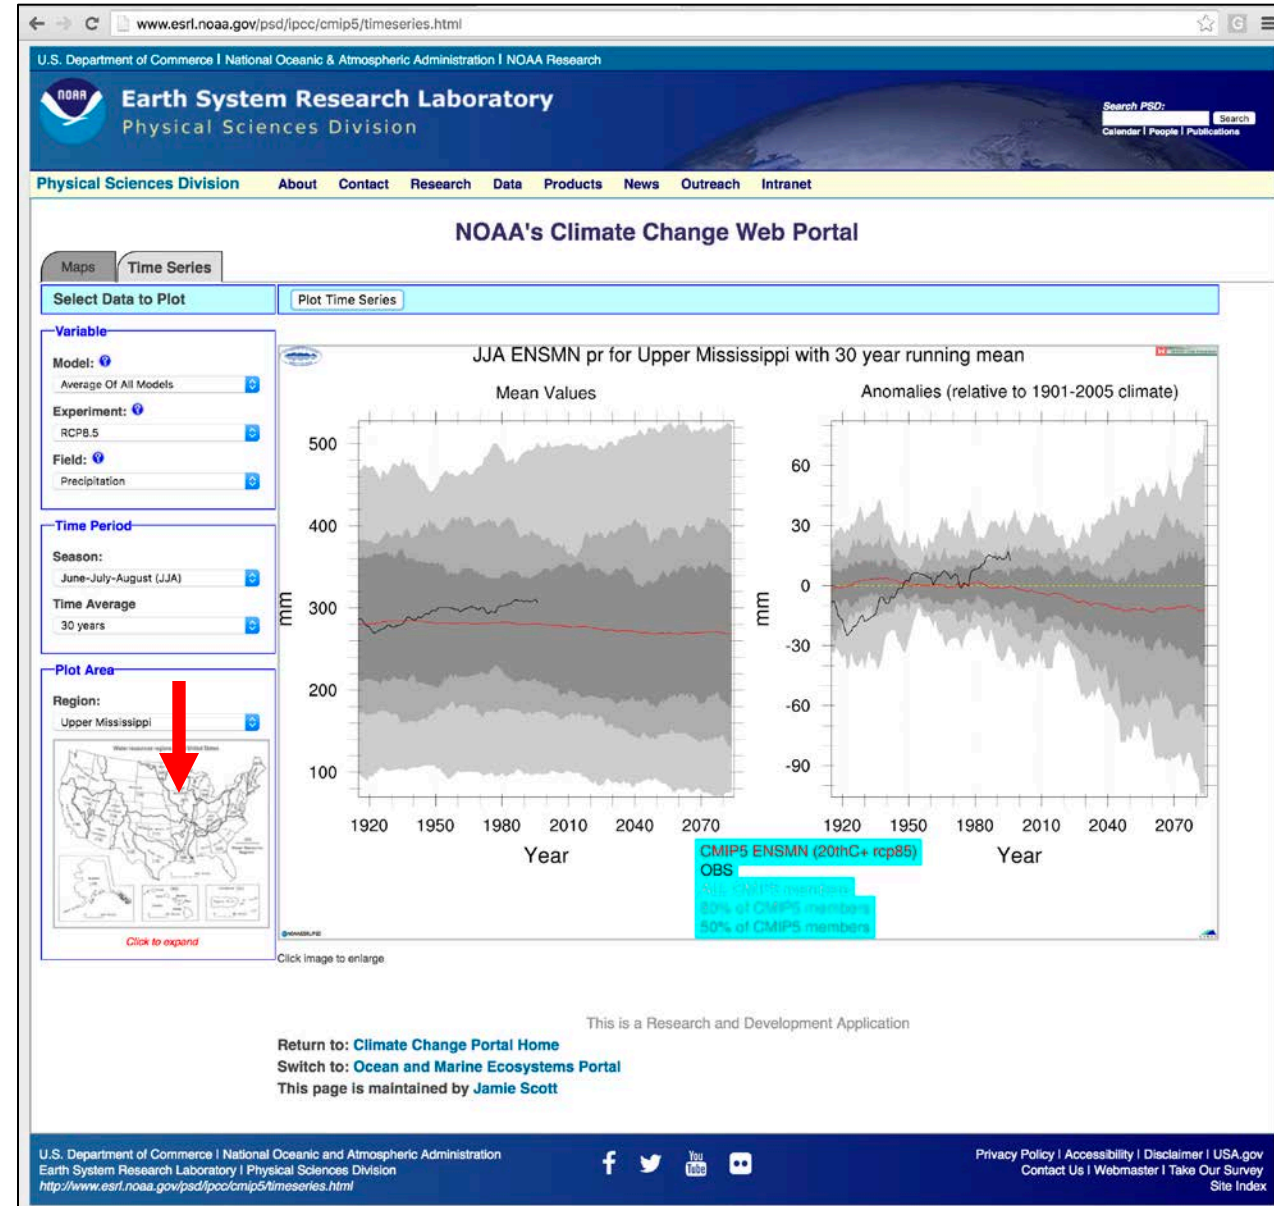 www.esrl.noaa.gov/psd/ipcc/cmip5/timeseries.html
U.S. Department of Commerce | National Oceanic & Atmospheric Administration | NOAA Research
NOAA
Earth System Research Laboratory
Physical Sciences Division
Search PSD:
Search
Calendar | People | Publications
Physical Sciences Division About Contact Research Data Products News Outreach Intranet
NOAA's Climate Change Web Portal
Maps Time Series
Select Data to Plot
Plot Time Series
Variable
Model:
Average Of All Models
Experiment:
RCP8.5
Field:
Precipitation
Time Period
Season:
June-July-August (JJA)
Time Average
30 years
Plot Area
Region:
Upper Mississippi
Click to expand
JJA ENSMN pr for Upper Mississippi with 30 year running mean
Mean Values
500
400
300
200
100
mm
1920 1950 1980 2010 2040 2070
Year
Anomalies (relative to 1901-2005 climate)
60
30
0
-30
-60
-90
mm
1920 1950 1980 2010 2040 2070
Year
CMIP5 ENSMN (20thC+ rcp85)
OBS
ALL CMIP5 members
80% of CMIP5 members
50% of CMIP5 members
Click image to enlarge
This is a Research and Development Application
Return to: Climate Change Portal Home
Switch to: Ocean and Marine Ecosystems Portal
This page is maintained by Jamie Scott
U.S. Department of Commerce | National Oceanic and Atmospheric Administration
Earth System Research Laboratory | Physical Sciences Division
http://www.esrl.noaa.gov/psd/ipcc/cmip5/timeseries.html
You
Tube
Privacy Policy | Accessibility | Disclaimer | USA.gov
Contact Us | Webmaster | Take Our Survey
Site Index